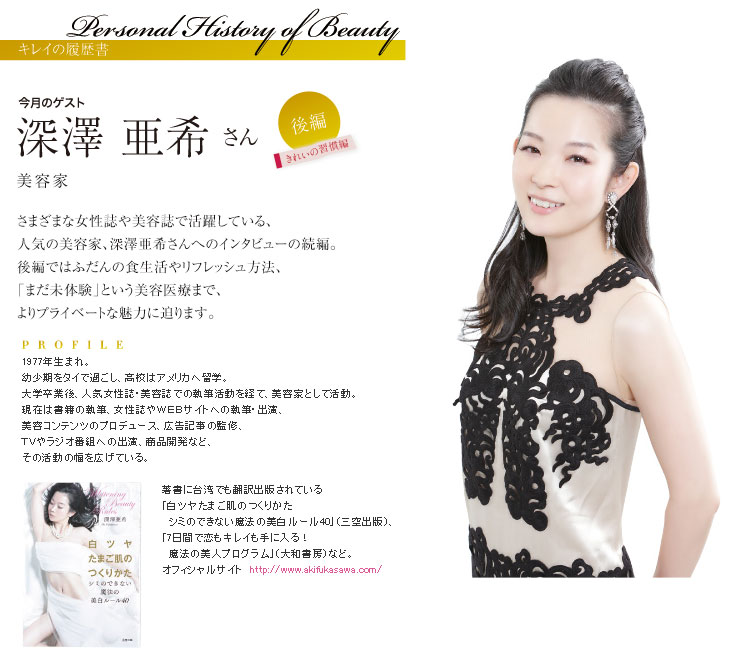 Personal History of Beauty
キレイの履歴書
今月のゲスト
深澤 亜希 さん
後編
きれいの習慣編
美容家
さまざまな女性誌や美容誌で活躍している、
人気の美容家、深澤亜希さんへのインタビューの続編。
後編ではふだんの食生活やリフレッシュ方法、
「まだ未体験」という美容医療まで、
よりプライベートな魅力に迫ります。
PROFILE
1977年生まれ。
幼少期をタイで過ごし、高校はアメリカへ留学。
大学卒業後、人気女性誌・美容誌での執筆活動を経て、美容家として活動。
現在は書籍の執筆、女性誌やWEBサイトへの執筆・出演、
美容コンテンツのプロデュース、広告記事の監修、
TVやラジオ番組への出演、商品開発など、
その活動の幅を広げている。
著書に台湾でも翻訳出版されている
「白ツヤたまご肌のつくりかた
シミのできない魔法の美白ルール40」（三空出版）、
「7日間で恋もキレイも手に入る！
魔法の美人プログラム」（大和書房）など。
オフィシャルサイト http://www.akifukasawa.com/
Whitening
Beauty
Rules
深澤亜希
白ツヤ
たまご肌の
つくりかた
シミのできない
魔法の
美白ルール40